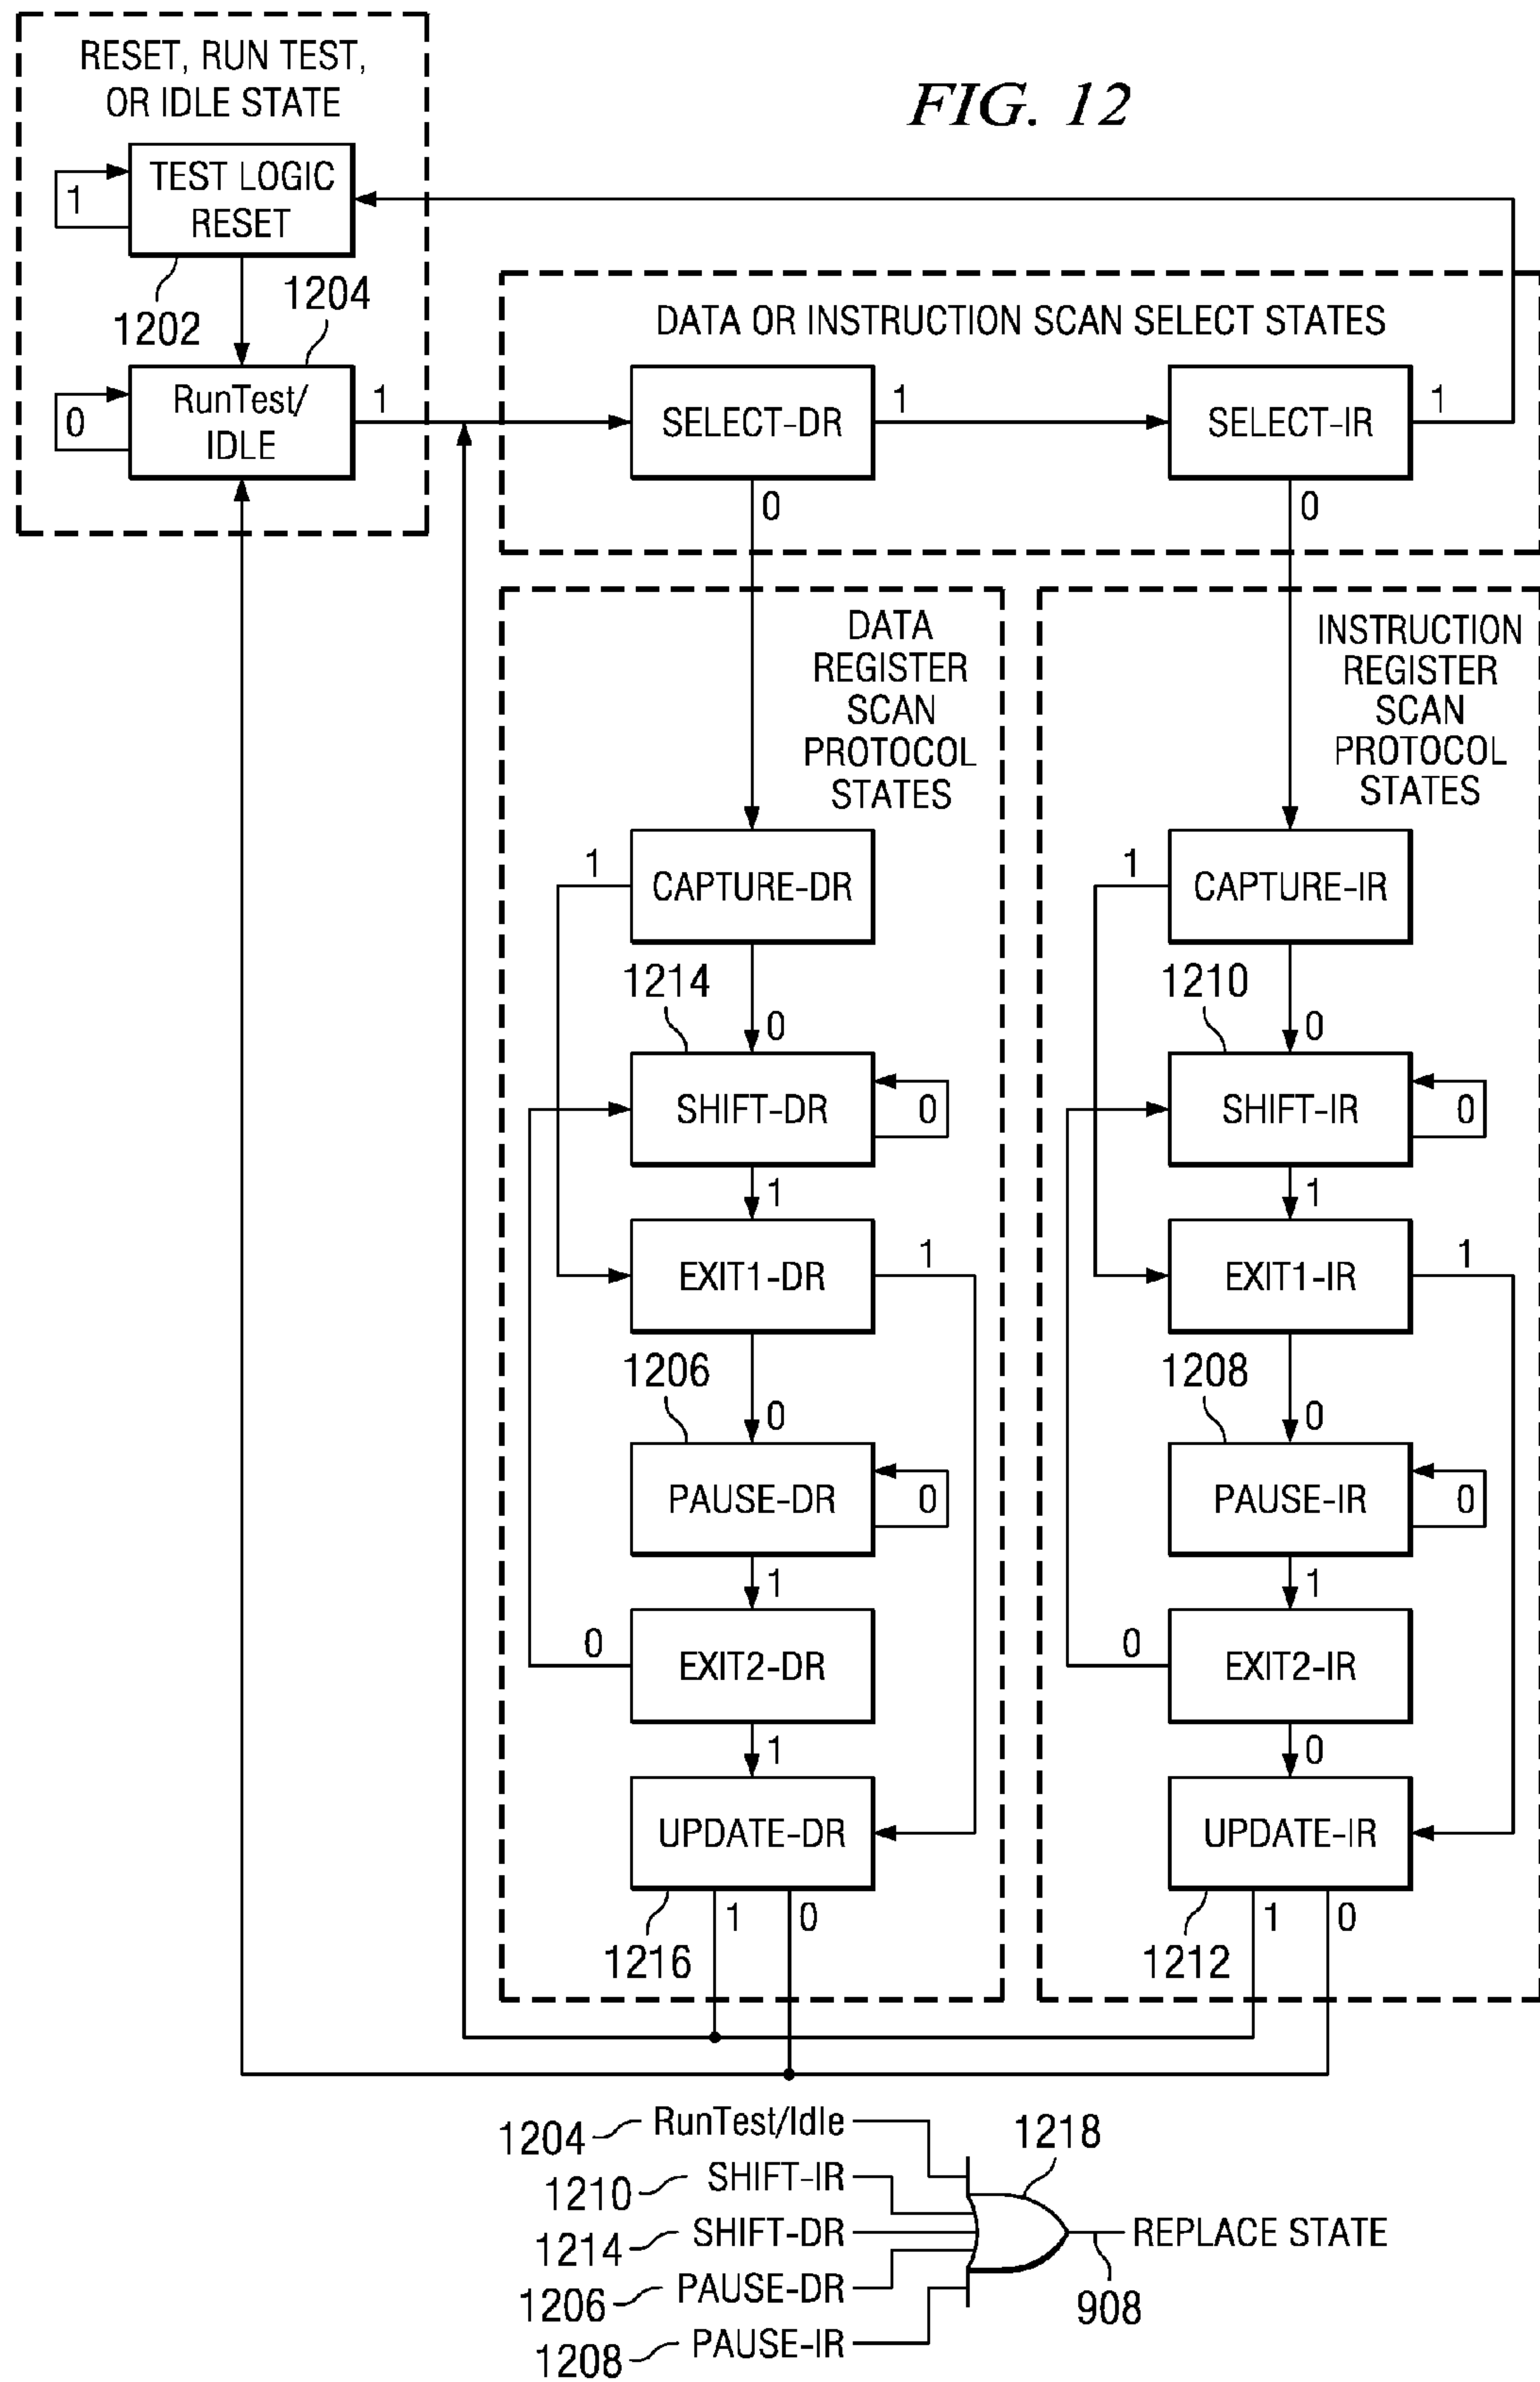 FIG. 12
RESET, RUN TEST,
OR IDLE STATE
TEST LOGIC
RESET
1
1202
1204
RunTest/
IDLE
0
1
DATA OR INSTRUCTION SCAN SELECT STATES
SELECT-DR
1
0
SELECT-IR
1
0
DATA
REGISTER
SCAN
PROTOCOL
STATES
CAPTURE-DR
1
0
1214
SHIFT-DR
0
1
EXIT1-DR
1
0
1206
PAUSE-DR
0
1
EXIT2-DR
0
1
UPDATE-DR
1216
1
0
INSTRUCTION
REGISTER
SCAN
PROTOCOL
STATES
CAPTURE-IR
1
0
1210
SHIFT-IR
0
1
EXIT1-IR
1
0
1208
PAUSE-IR
0
1
EXIT2-IR
0
0
UPDATE-IR
1212
1
0
1204 RunTest/Idle
1210 SHIFT-IR
1214 SHIFT-DR
1206 PAUSE-DR
1208 PAUSE-IR
1218
REPLACE STATE
908